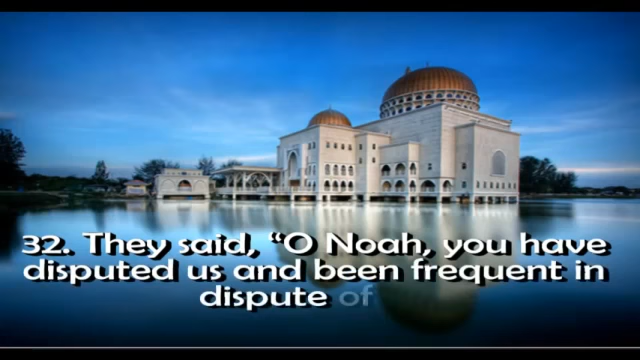 32. They said, “O Noah, you have
disputed us and been frequent in
dispute of